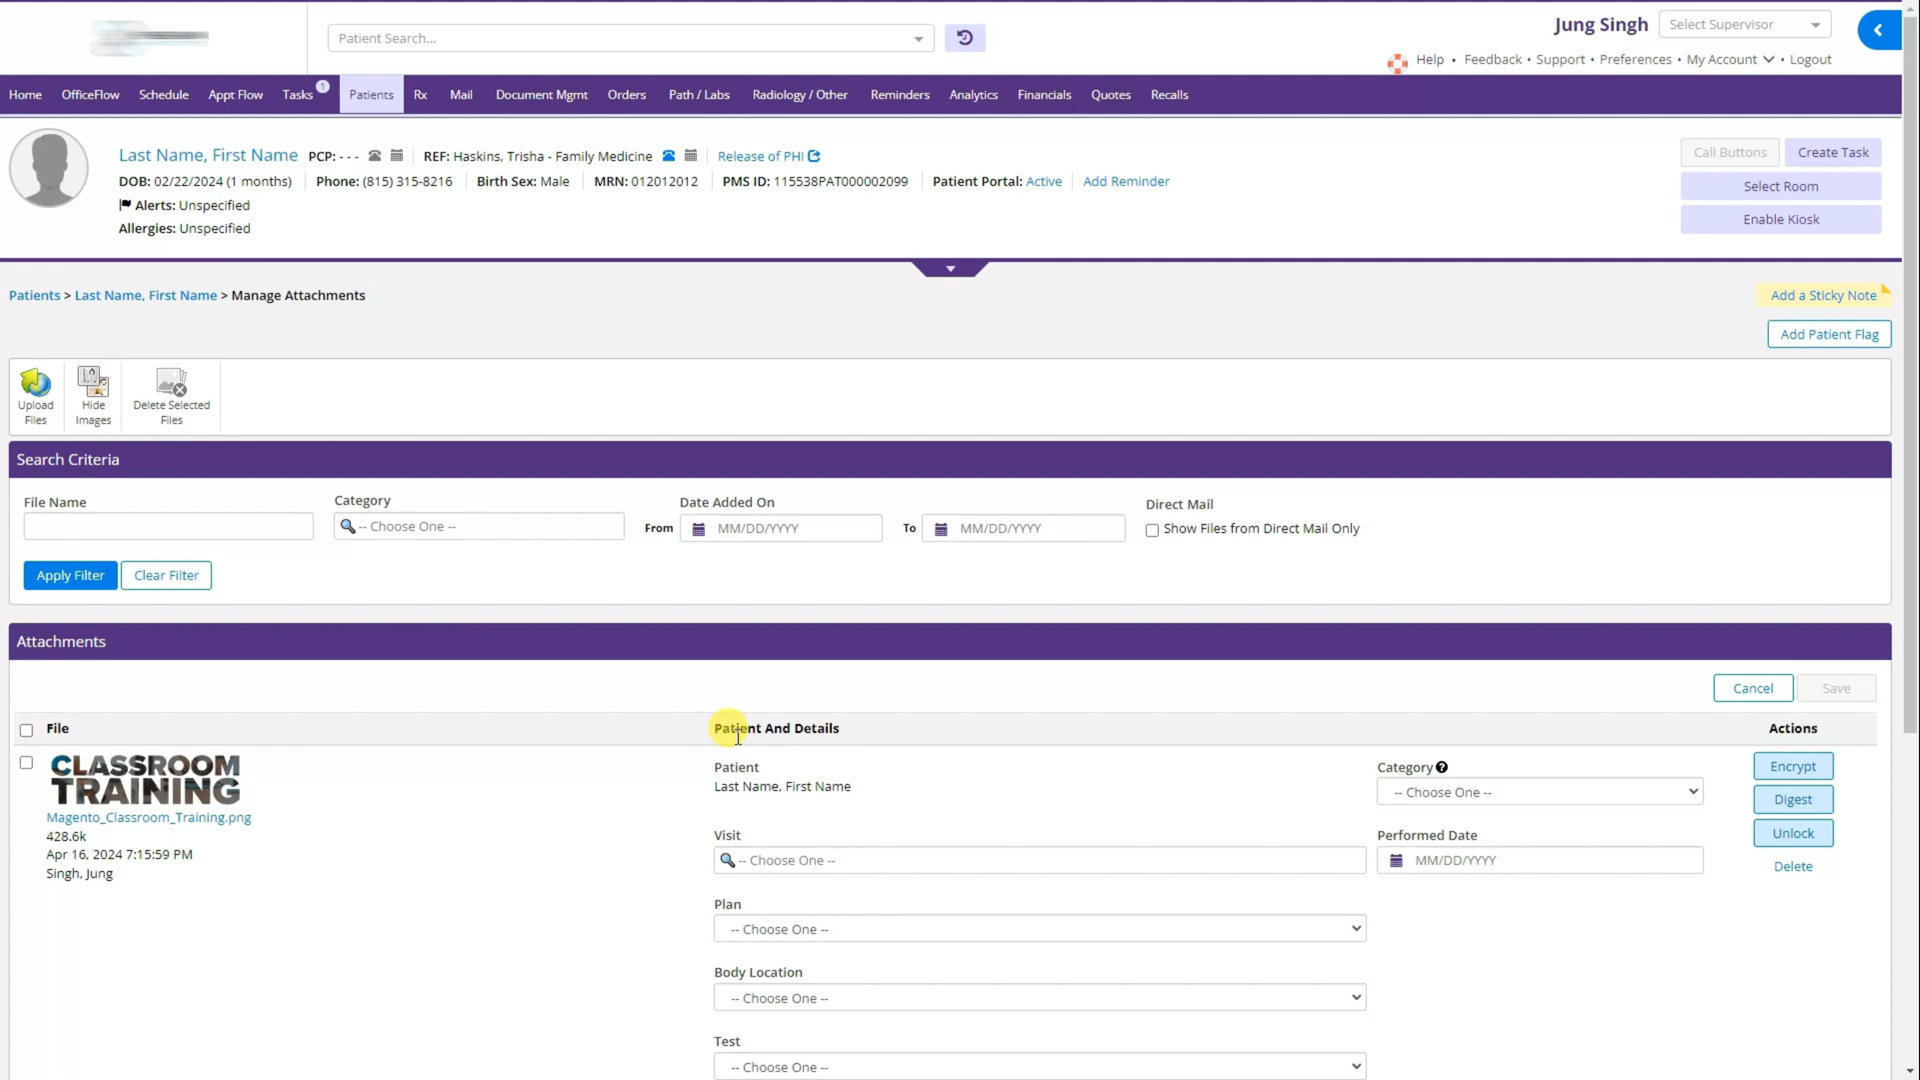 Patient Search...
Jung Singh
Select Supervisor
Help • Feedback • Support • Preferences • My Account • Logout
Home
OfficeFlow
Schedule
Appt Flow
Tasks
1
Patients
Rx
Mail
Document Mgmt
Orders
Path / Labs
Radiology / Other
Reminders
Analytics
Financials
Quotes
Recalls
Last Name, First Name PCP: - - - REF: Haskins, Trisha - Family Medicine Release of PHI
DOB: 02/22/2024 (1 months) Phone: (815) 315-8216 Birth Sex: Male MRN: 012012012 PMS ID: 115538PAT000002099 Patient Portal: Active Add Reminder
Alerts: Unspecified
Allergies: Unspecified
Call Buttons
Create Task
Select Room
Enable Kiosk
Patients > Last Name, First Name > Manage Attachments
Add a Sticky Note
Add Patient Flag
Upload
Files
Hide
Images
Delete Selected
Files
Search Criteria
File Name
Category
-- Choose One --
Date Added On
From MM/DD/YYYY
To MM/DD/YYYY
Direct Mail
Show Files from Direct Mail Only
Apply Filter
Clear Filter
Attachments
Cancel
Save
File
Patient And Details
Actions
CLASSROOM
TRAINING
Magento_Classroom_Training.png
428.6k
Apr 16, 2024 7:15:59 PM
Singh, Jung
Patient
Last Name, First Name
Category
-- Choose One --
Visit
-- Choose One --
Performed Date
MM/DD/YYYY
Plan
-- Choose One --
Body Location
-- Choose One --
Test
-- Choose One --
Encrypt
Digest
Unlock
Delete